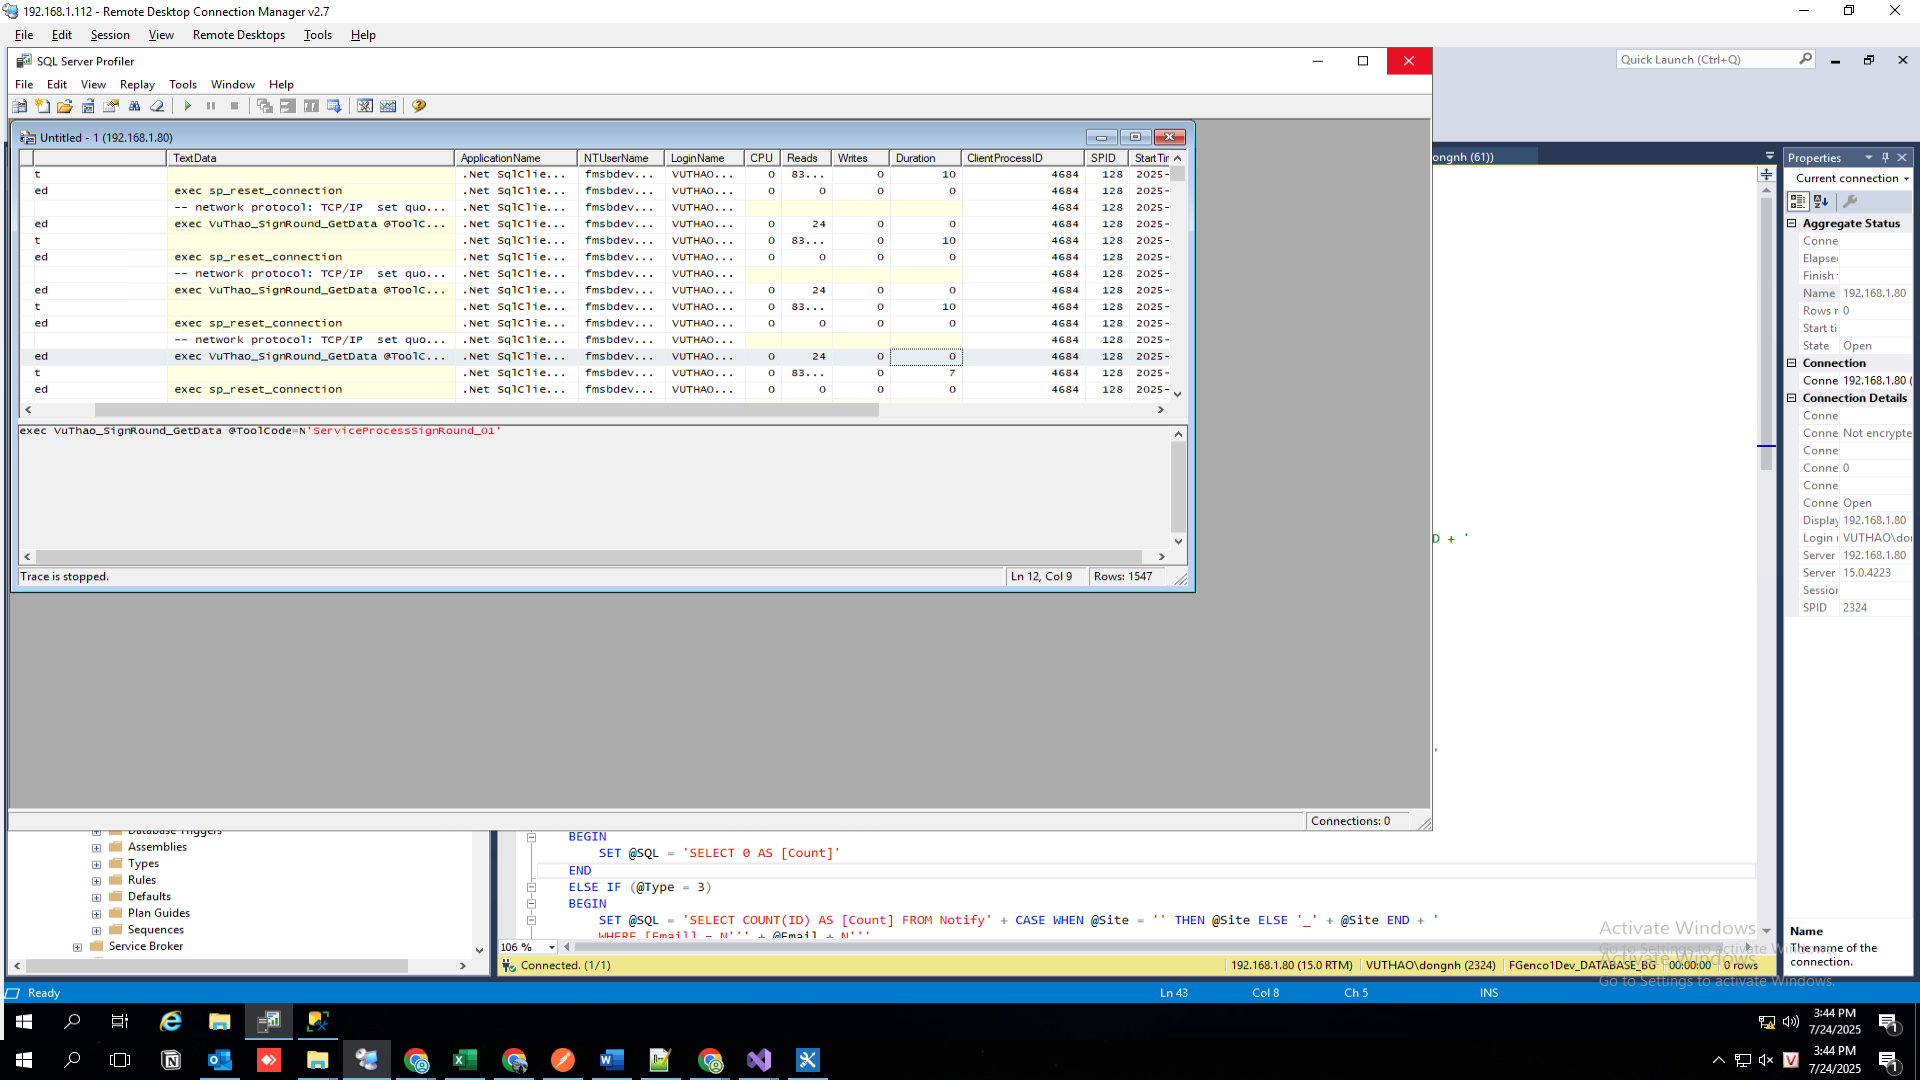 192.168.1.112 - Remote Desktop Connection Manager v2.7
File Edit Session View Remote Desktops Tools Help
SQL Server Profiler
Quick Launch (Ctrl+Q)
File Edit View Replay Tools Window Help
Untitled - 1 (192.168.1.80)
TextData ApplicationName NTUserName LoginName CPU Reads Writes Duration ClientProcessID SPID StartTir
t .Net SqlClie... fmsbdev... VUTHAO... 0 83... 0 10 4684 128 2025-
ed exec sp_reset_connection .Net SqlClie... fmsbdev... VUTHAO... 0 0 0 0 4684 128 2025-
-- network protocol: TCP/IP set quo... .Net SqlClie... fmsbdev... VUTHAO... 4684 128 2025-
ed exec VuThao_SignRound_GetData @ToolC... .Net SqlClie... fmsbdev... VUTHAO... 0 24 0 0 4684 128 2025-
t .Net SqlClie... fmsbdev... VUTHAO... 0 83... 0 10 4684 128 2025-
ed exec sp_reset_connection .Net SqlClie... fmsbdev... VUTHAO... 0 0 0 0 4684 128 2025-
-- network protocol: TCP/IP set quo... .Net SqlClie... fmsbdev... VUTHAO... 4684 128 2025-
ed exec VuThao_SignRound_GetData @ToolC... .Net SqlClie... fmsbdev... VUTHAO... 0 24 0 0 4684 128 2025-
t .Net SqlClie... fmsbdev... VUTHAO... 0 83... 0 10 4684 128 2025-
ed exec sp_reset_connection .Net SqlClie... fmsbdev... VUTHAO... 0 0 0 0 4684 128 2025-
-- network protocol: TCP/IP set quo... .Net SqlClie... fmsbdev... VUTHAO... 4684 128 2025-
ed exec VuThao_SignRound_GetData @ToolC... .Net SqlClie... fmsbdev... VUTHAO... 0 24 0 0 4684 128 2025-
t .Net SqlClie... fmsbdev... VUTHAO... 0 83... 0 7 4684 128 2025-
ed exec sp_reset_connection .Net SqlClie... fmsbdev... VUTHAO... 0 0 0 0 4684 128 2025-
exec VuThao_SignRound_GetData @ToolCode=N'ServiceProcessSignRound_01'
Trace is stopped. Ln 12, Col 9 Rows: 1547
Connections: 0
ongnh (61))
D + '
'
Properties
Current connection
Aggregate Status
Conne
Elapse
Finish
Name 192.168.1.80
Rows r 0
Start ti
State Open
Connection
Conne 192.168.1.80 (
Connection Details
Conne
Conne Not encrypte
Conne
Conne 0
Conne
Conne Open
Display 192.168.1.80
Login VUTHAO\don
Server 192.168.1.80
Server 15.0.4223
Session
SPID 2324
Name
The name of the connection.
Database Triggers
Assemblies
Types
Rules
Defaults
Plan Guides
Sequences
Service Broker
BEGIN
SET @SQL = 'SELECT 0 AS [Count]'
END
ELSE IF (@Type = 3)
BEGIN
SET @SQL = 'SELECT COUNT(ID) AS [Count] FROM Notify' + CASE WHEN @Site = '' THEN @Site ELSE '_' + @Site END + '
WHERE [Email] = N''' + @Email + N'''
106 %
Connected. (1/1) 192.168.1.80 (15.0 RTM) VUTHAO\dongnh (2324) FGenco1Dev_DATABASE_BG 00:00:00 0 rows
Activate Windows
Go to Settings to activate Windows.
Activate Windows
Go to Settings to activate Windows.
Ready Ln 43 Col 8 Ch 5 INS
3:44 PM
7/24/2025
1
3:44 PM
7/24/2025
1